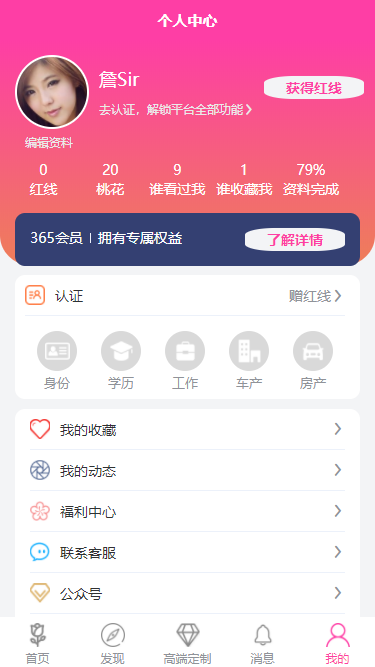 个人中心
詹Sir
获得红线
去认证，解锁平台全部功能
编辑资料
0 20 9 1 79%
红线 桃花 谁看过我 谁收藏我 资料完成
365会员 | 拥有专属权益 了解详情
认证 赠红线
身份 学历 工作 车产 房产
我的收藏
我的动态
福利中心
联系客服
公众号
首页 发现 高端定制 消息 我的